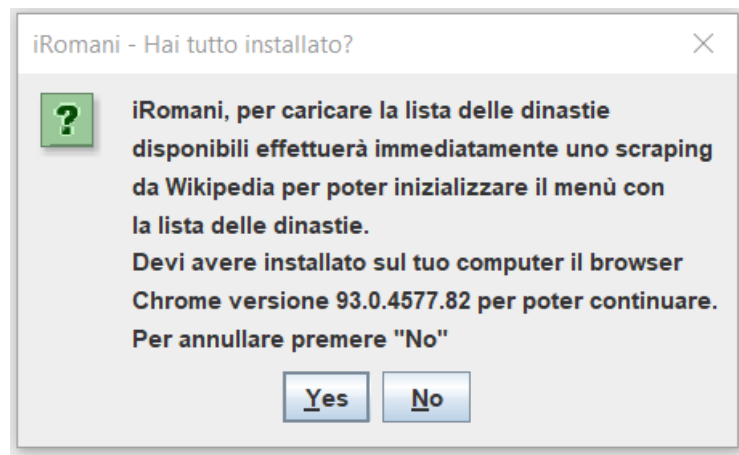 iRomani - Hai tutto installato?
?
iRomani, per caricare la lista delle dinastie
disponibili effettuerà immediatamente uno scraping
da Wikipedia per poter inizializzare il menù con
la lista delle dinastie.
Devi avere installato sul tuo computer il browser
Chrome versione 93.0.4577.82 per poter continuare.
Per annullare premere "No"
Yes No